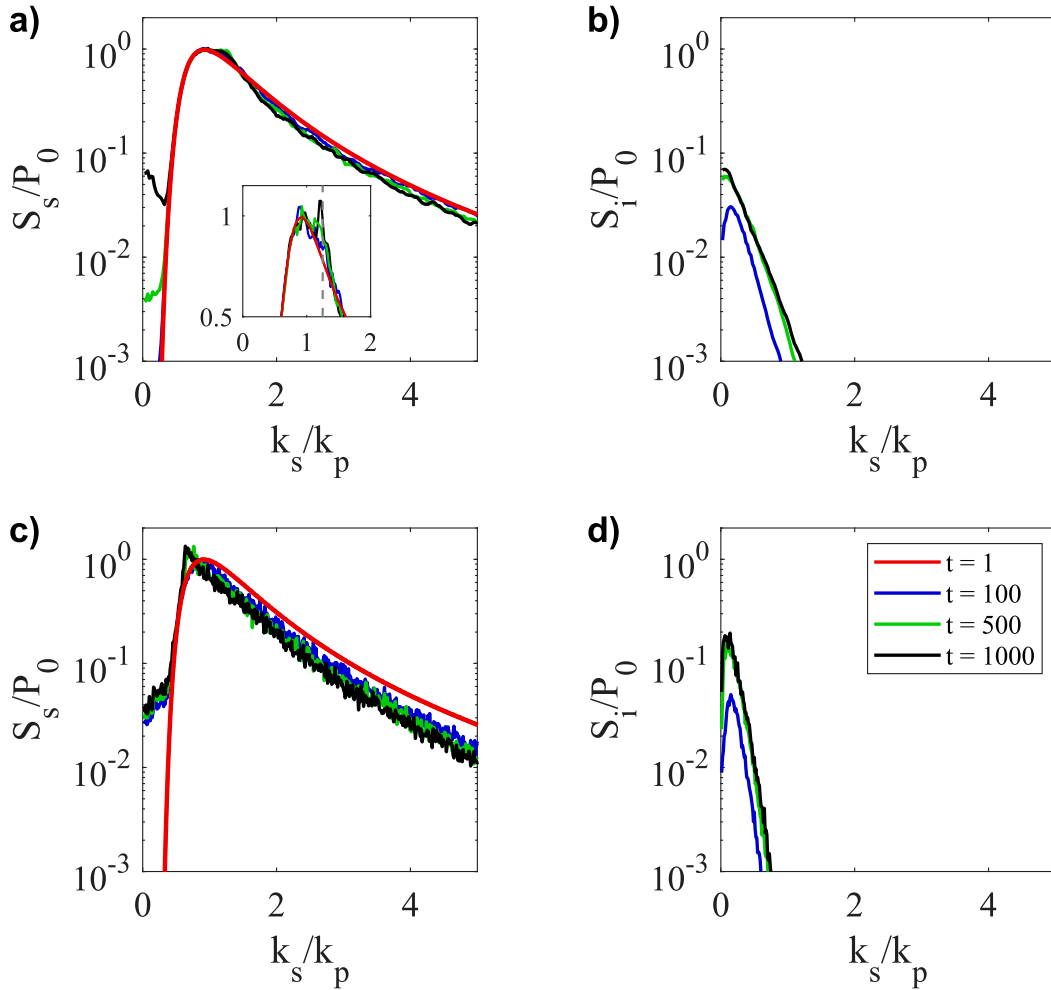 a)
S_s/P_0
10^0
10^-1
10^-2
10^-3
1
0.5
0 1 2
0 2 4
k_s/k_p
b)
S_i/P_0
10^0
10^-1
10^-2
10^-3
0 2 4
k_s/k_p
c)
S_s/P_0
10^0
10^-1
10^-2
10^-3
0 2 4
k_s/k_p
d)
S_i/P_0
10^0
10^-1
10^-2
10^-3
t = 1
t = 100
t = 500
t = 1000
0 2 4
k_s/k_p